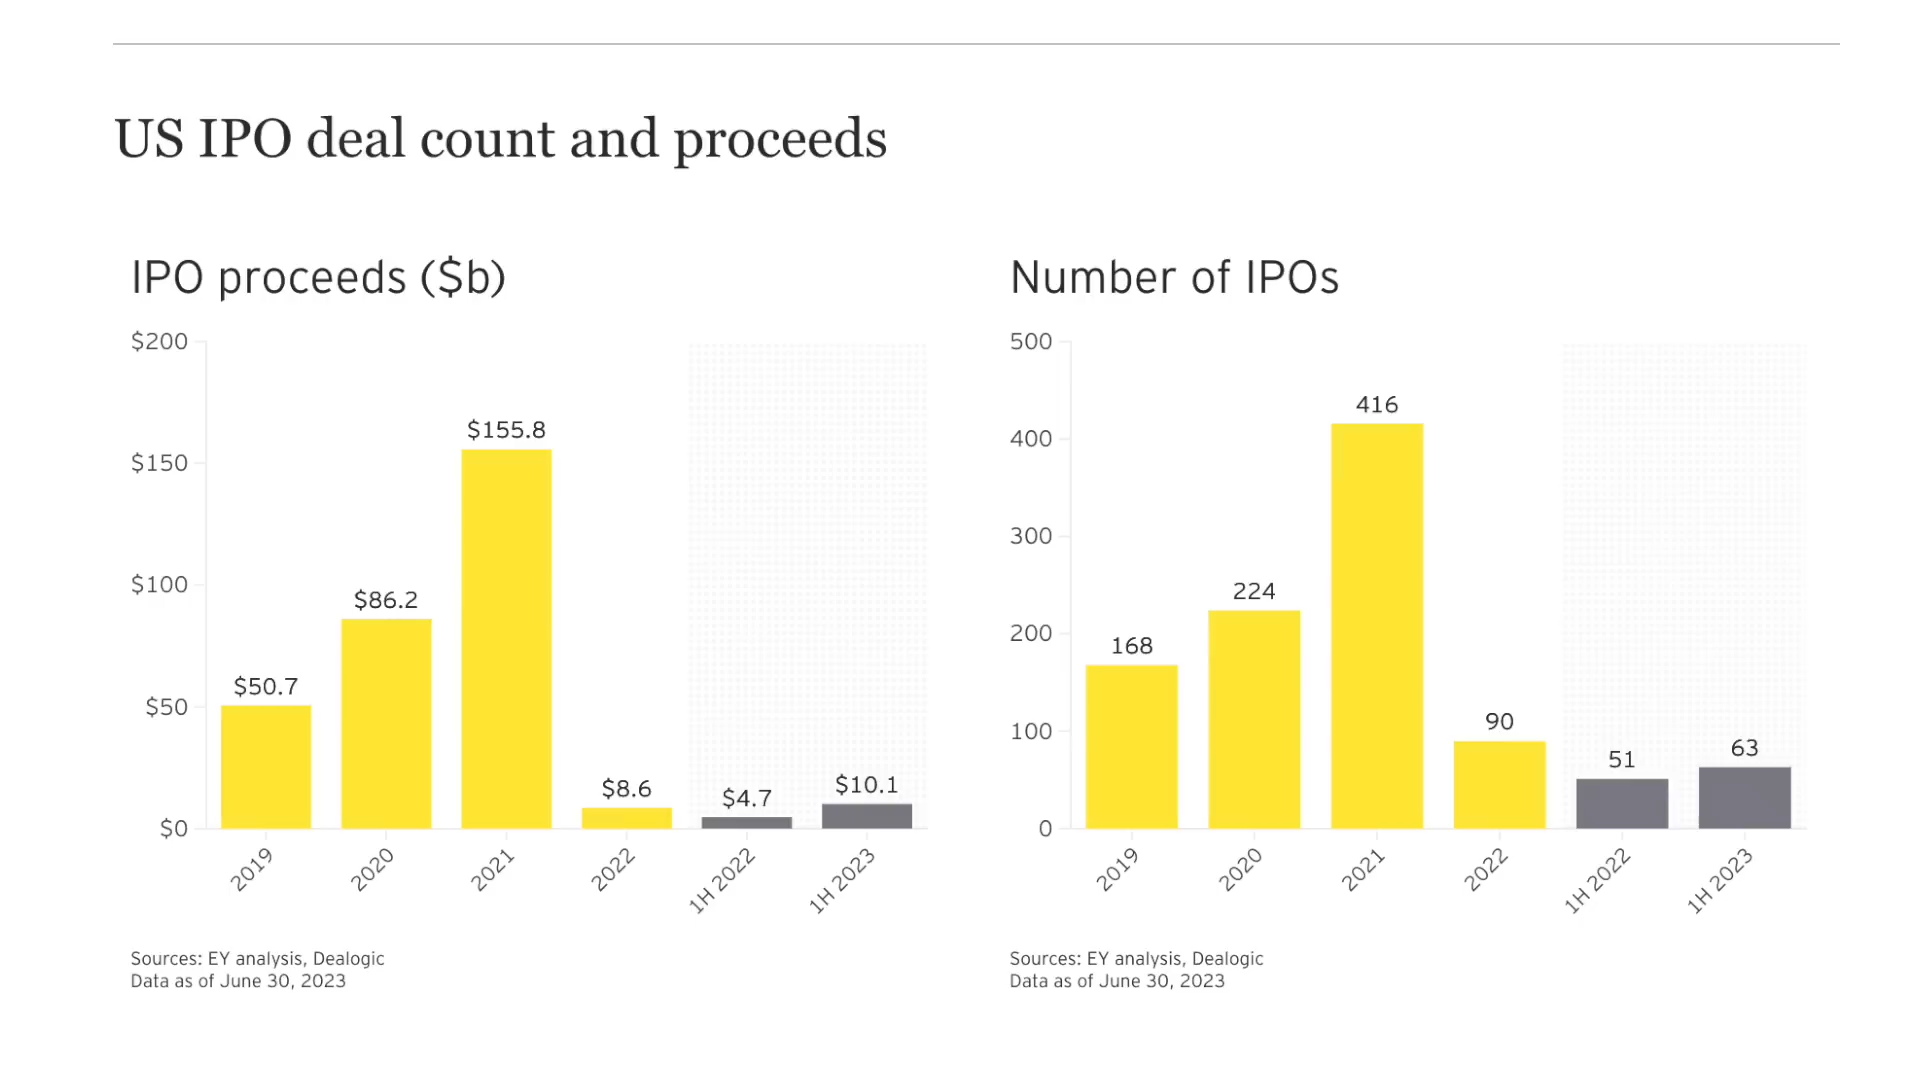 US IPO deal count and proceeds
IPO proceeds ($b)
$200
$150
$100
$50
$0
$50.7
$86.2
$155.8
$8.6
$4.7
$10.1
2019
2020
2021
2022
1H 2022
1H 2023
Sources: EY analysis, Dealogic
Data as of June 30, 2023
Number of IPOs
500
400
300
200
100
0
168
224
416
90
51
63
2019
2020
2021
2022
1H 2022
1H 2023
Sources: EY analysis, Dealogic
Data as of June 30, 2023